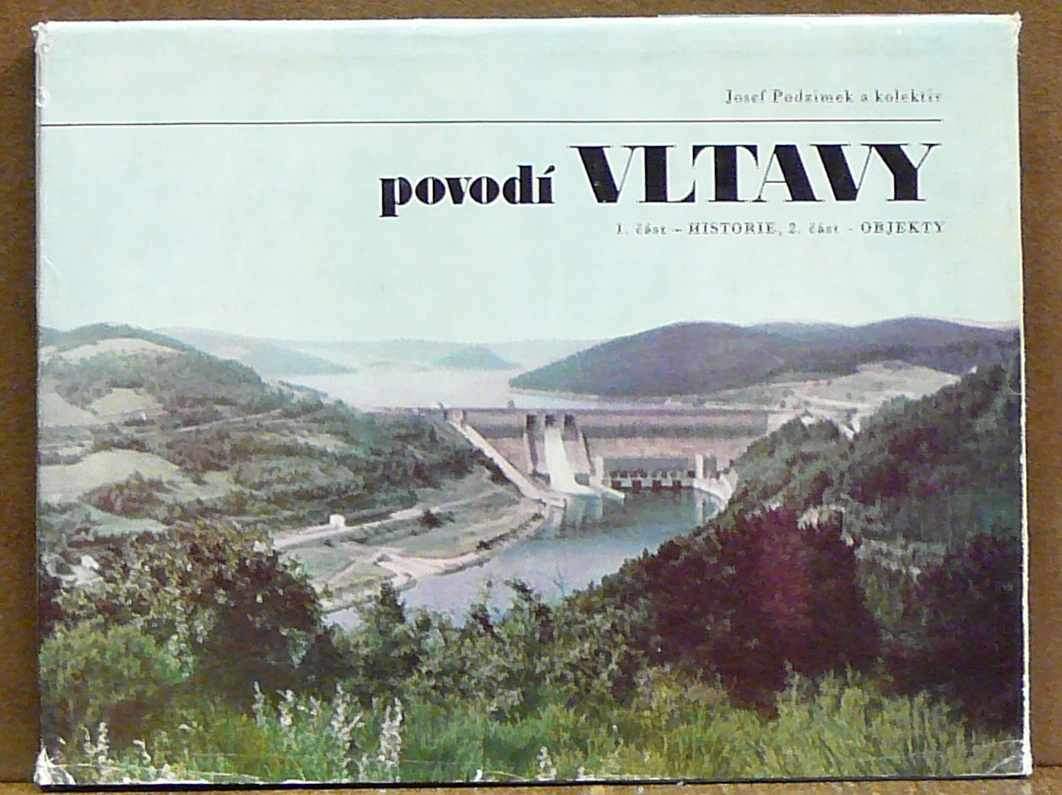 Josef Podzimek a kolektiv
povodí VLTAVY
1. část - HISTORIE, 2. část - OBJEKTY